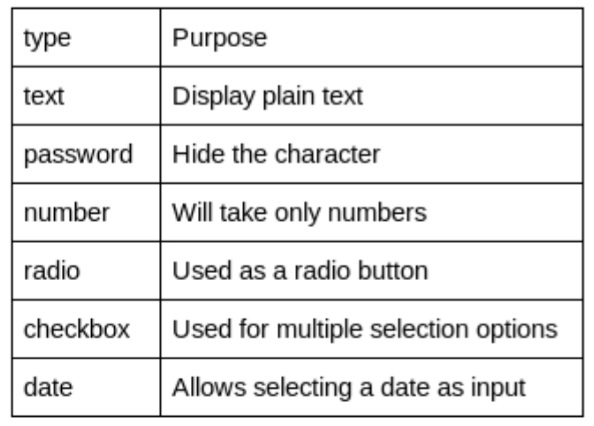 type Purpose
text Display plain text
password Hide the character
number Will take only numbers
radio Used as a radio button
checkbox Used for multiple selection options
date Allows selecting a date as input